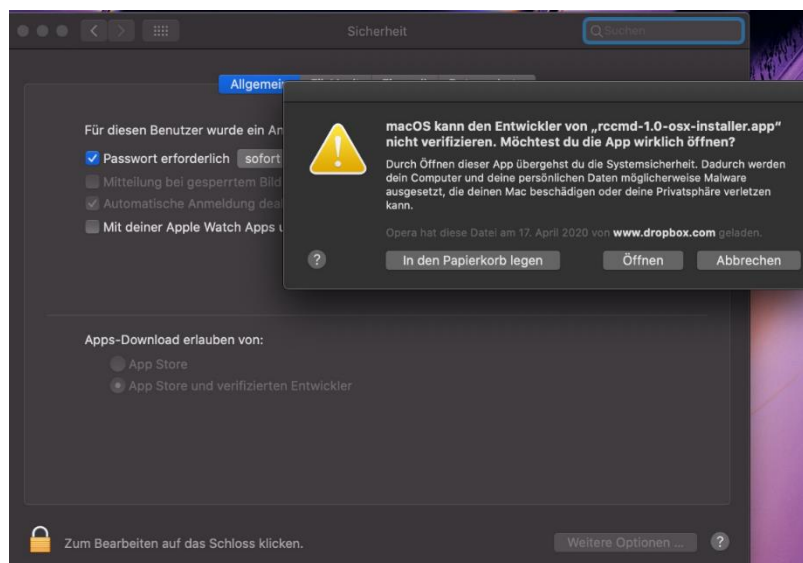 Sicherheit
Suchen
Allgemein
Für diesen Benutzer wurde ein
Passwort erforderlich sofort
Mitteilung bei gesperrtem
Automatische Anmeldung
Mit deiner Apple Watch Apps
macOS kann den Entwickler von „rccmd-1.0-osx-installer.app“
nicht verifizieren. Möchtest du die App wirklich
öffnen?
Durch Öffnen dieser App übergehst du die Systemsicherheit. Dadurch werden
dein Computer und deine persönlichen Daten möglicherweise Malware
ausgesetzt, die deinen Mac beschädigen oder deine Privatsphäre verletzen
kann.
Opera hat diese Datei am 17. April 2020 von www.dropbox.com geladen.
? In den Papierkorb legen Öffnen Abbrechen
Apps-Download erlauben von:
App Store
App Store und verifizierten Entwickler
Zum Bearbeiten auf das Schloss klicken.
Weitere Optionen ... ?